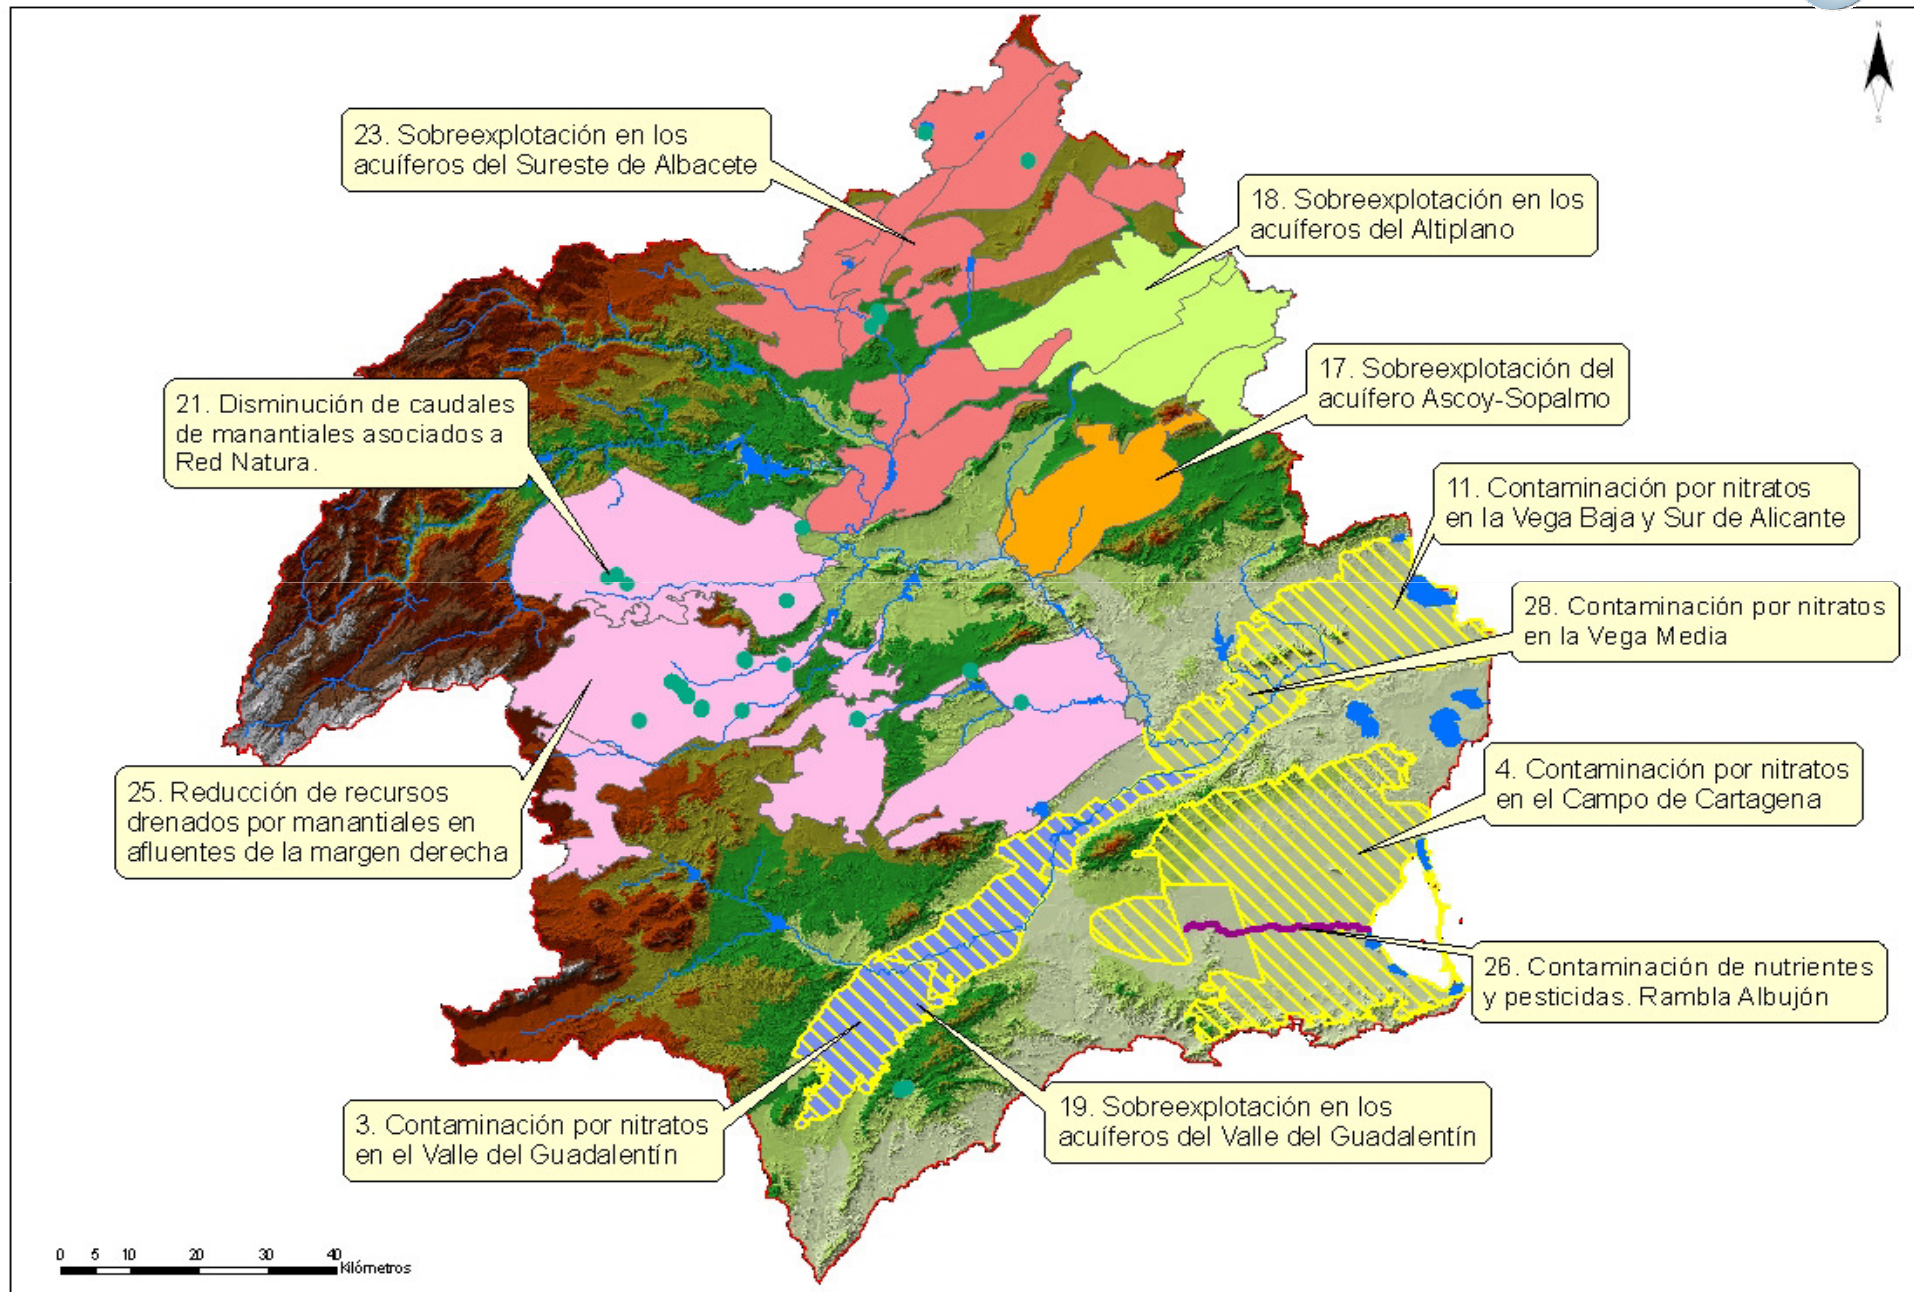 N
S
23. Sobreexplotación en los
acuíferos del Sureste de Albacete
18. Sobreexplotación en los
acuíferos del Altiplano
17. Sobreexplotación del
acuífero Ascoy-Sopalmo
21. Disminución de caudales
de manantiales asociados a
Red Natura.
11. Contaminación por nitratos
en la Vega Baja y Sur de Alicante
28. Contaminación por nitratos
en la Vega Media
4. Contaminación por nitratos
en el Campo de Cartagena
25. Reducción de recursos
drenados por manantiales en
afluentes de la margen derecha
26. Contaminación de nutrientes
y pesticidas. Rambla Albujón
19. Sobreexplotación en los
acuíferos del Valle del Guadalentín
3. Contaminación por nitratos
en el Valle del Guadalentín
0 5 10 20 30 40
Kilómetros